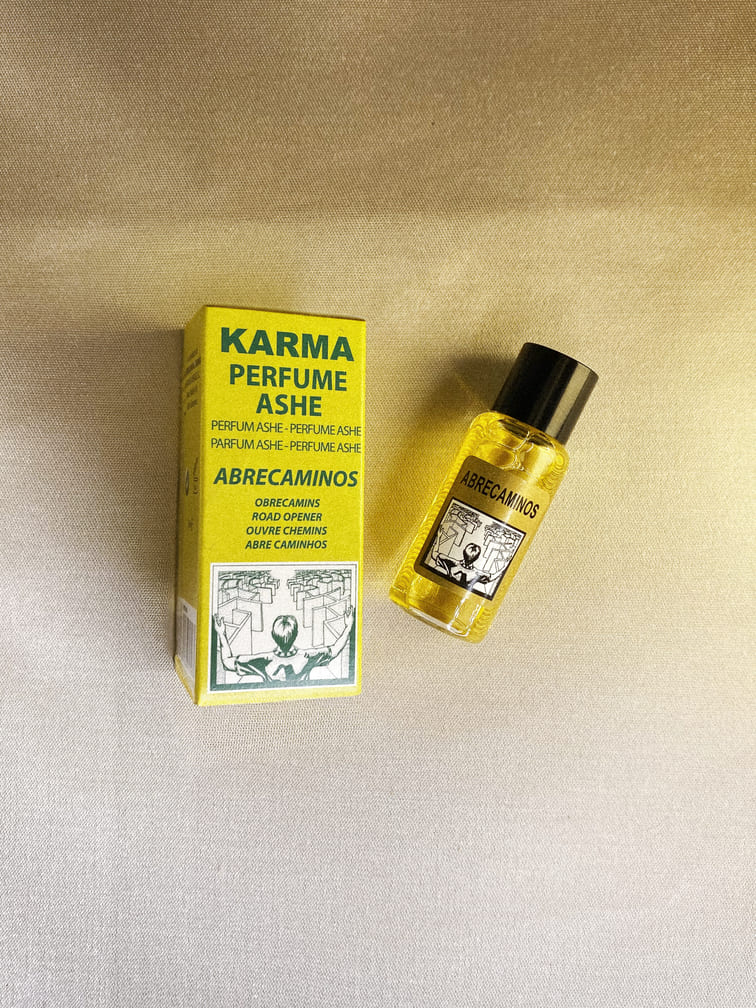 KARMA
PERFUME
ASHE
PERFUM ASHE - PERFUME ASHE
PARFUM ASHE - PERFUME ASHE
ABRECAMINOS
OBRECAMINS
ROAD OPENER
OUVRE CHEMINS
ABRE CAMINHOS
ABRECAMINOS